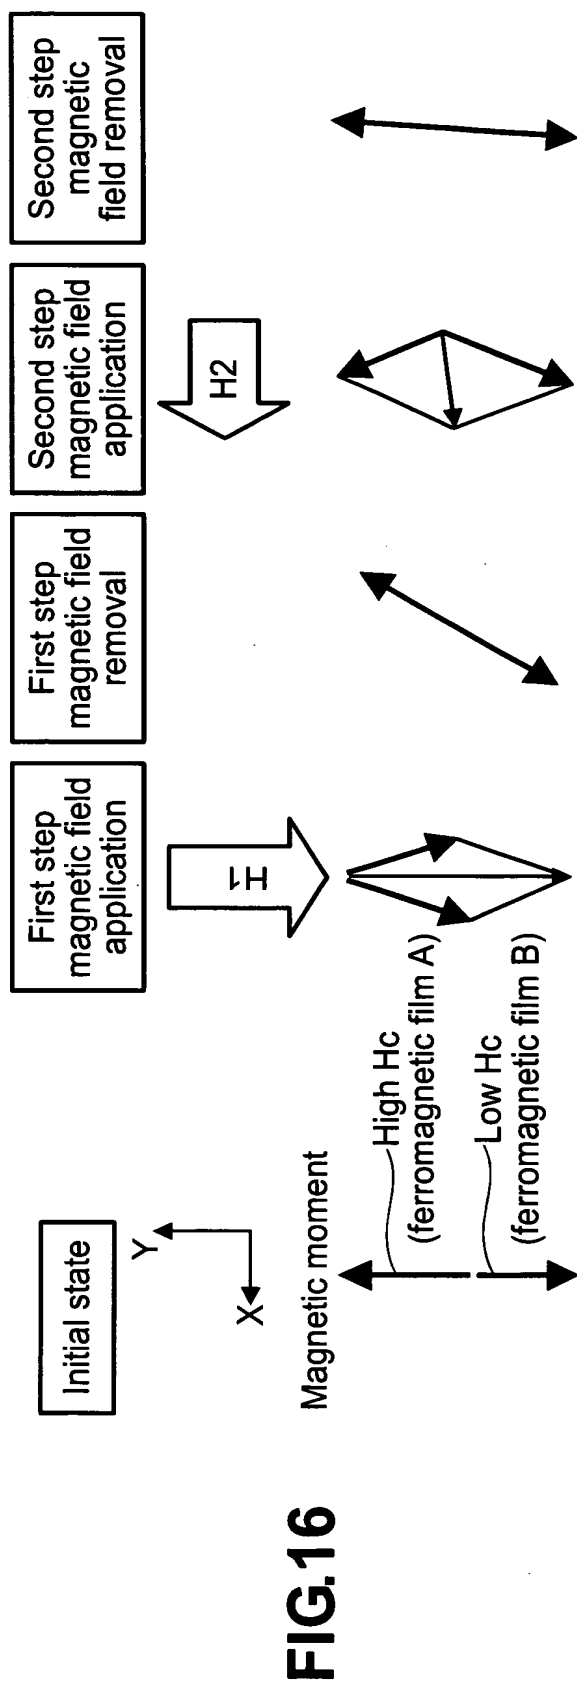 FIG.16
Initial state
Y
X
Magnetic moment
High Hc
(ferromagnetic film A)
Low Hc
(ferromagnetic film B)
First step
magnetic field
application
H1
First step
magnetic field
removal
Second step
magnetic field
application
H2
Second step
magnetic
field removal